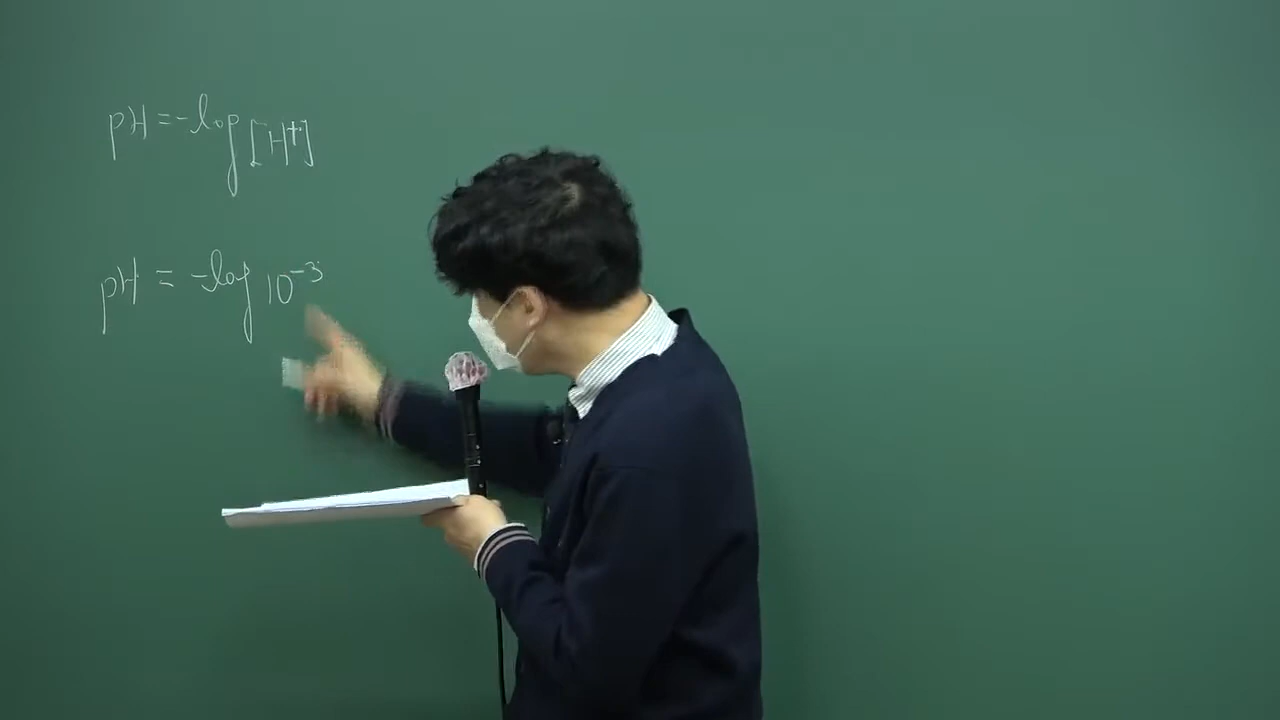 pH = -log [H⁺]
pH = -log 10⁻³